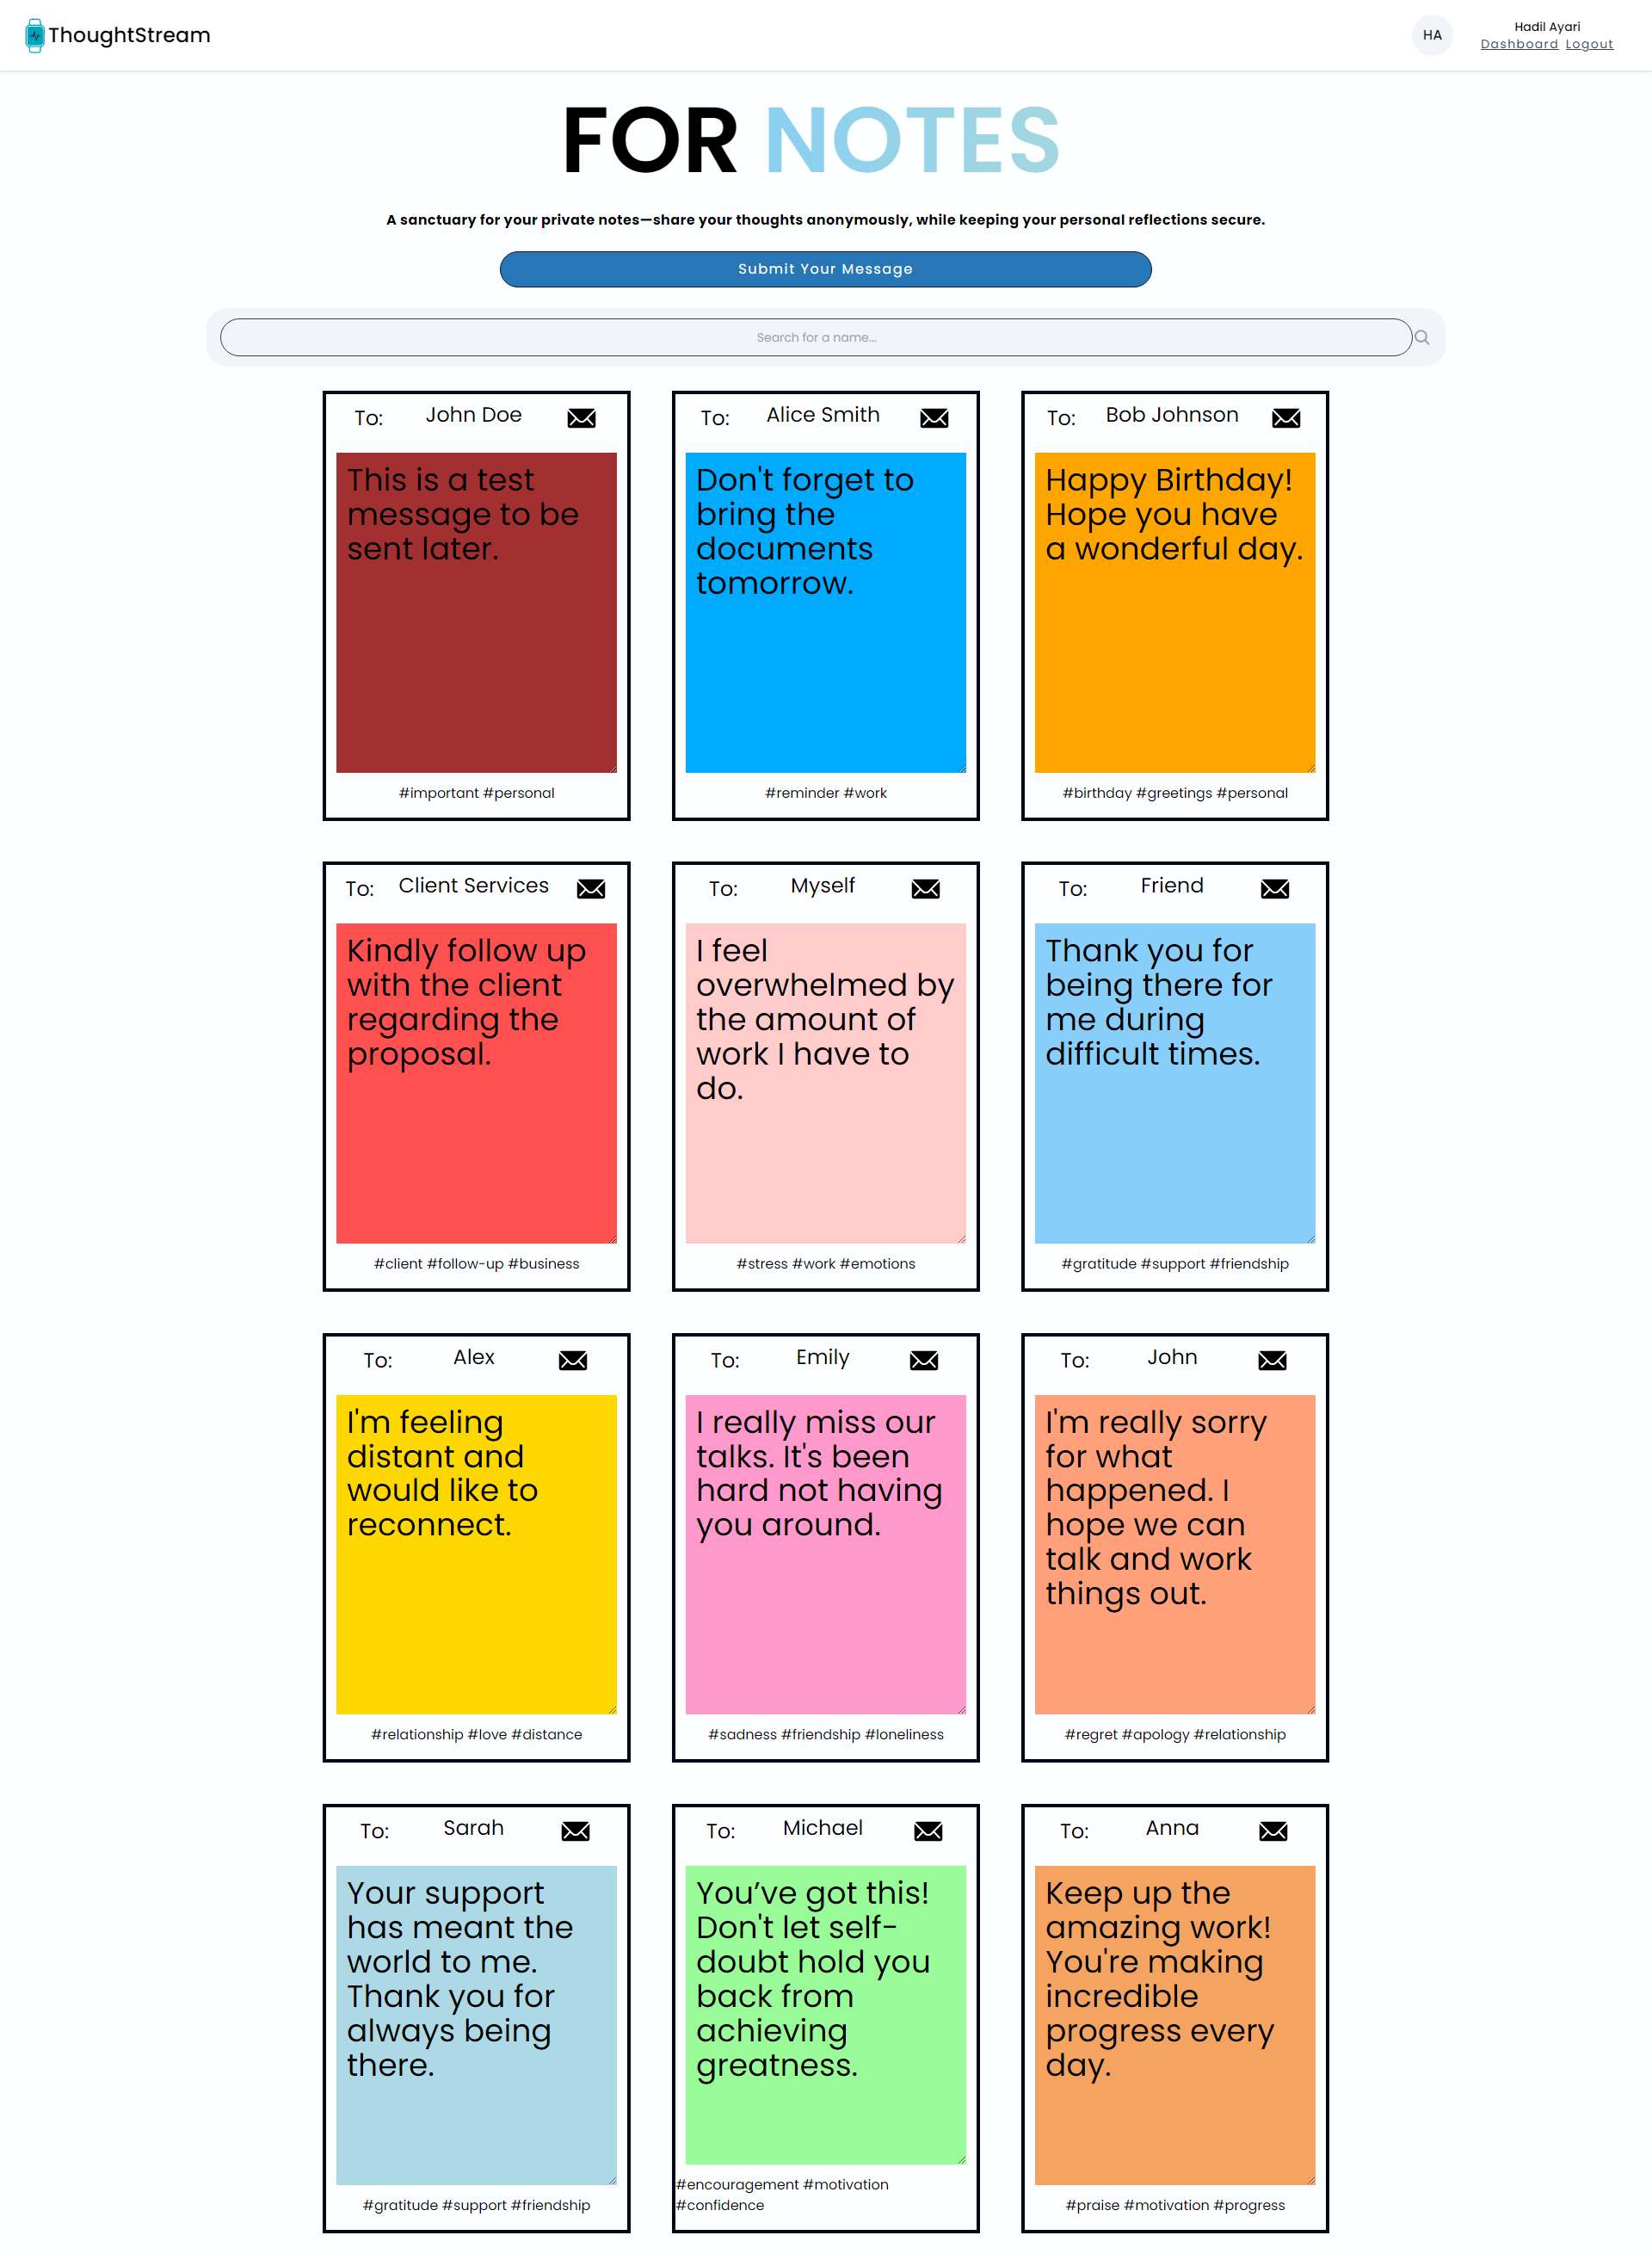 ThoughtStream
HA
Hadil Ayari
Dashboard Logout
FOR NOTES
A sanctuary for your private notes—share your thoughts anonymously, while keeping your personal reflections secure.
Submit Your Message
Search for a name...
To: John Doe
This is a test
message to be
sent later.
#important #personal
To: Alice Smith
Don't forget to
bring the
documents
tomorrow.
#reminder #work
To: Bob Johnson
Happy Birthday!
Hope you have
a wonderful day.
#birthday #greetings #personal
To: Client Services
Kindly follow up
with the client
regarding the
proposal.
#client #follow-up #business
To: Myself
I feel
overwhelmed by
the amount of
work I have to
do.
#stress #work #emotions
To: Friend
Thank you for
being there for
me during
difficult times.
#gratitude #support #friendship
To: Alex
I'm feeling
distant and
would like to
reconnect.
#relationship #love #distance
To: Emily
I really miss our
talks. It's been
hard not having
you around.
#sadness #friendship #loneliness
To: John
I'm really sorry
for what
happened. I
hope we can
talk and work
things out.
#regret #apology #relationship
To: Sarah
Your support
has meant the
world to me.
Thank you for
always being
there.
#gratitude #support #friendship
To: Michael
You’ve got this!
Don't let self-
doubt hold you
back from
achieving
greatness.
#encouragement #motivation
#confidence
To: Anna
Keep up the
amazing work!
You're making
incredible
progress every
day.
#praise #motivation #progress